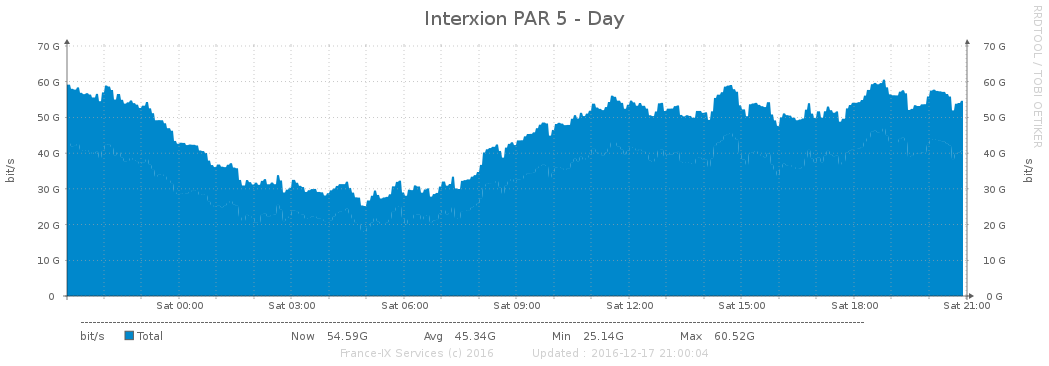 Interxion PAR 5 - Day
RRDTOOL / TOBI OETIKER
bit/s
bit/s
70 G 70 G
60 G 60 G
50 G 50 G
40 G 40 G
30 G 30 G
20 G 20 G
10 G 10 G
0 0 G
Sat 00:00 Sat 03:00 Sat 06:00 Sat 09:00 Sat 12:00 Sat 15:00 Sat 18:00 Sat 21:00
bit/s Total Now 54.59G Avg 45.34G Min 25.14G Max 60.52G
France-IX Services (c) 2016 Updated : 2016-12-17 21:00:04